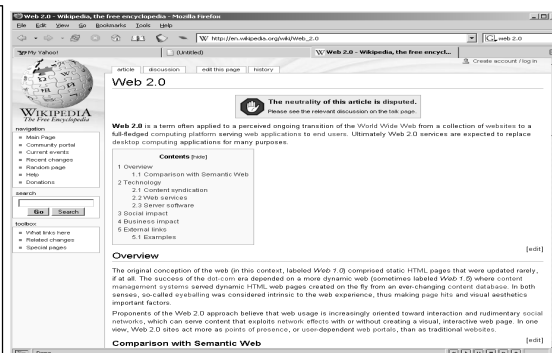 Web 2.0 - Wikipedia, the free encyclopedia - Mozilla Firefox
File Edit View Go Bookmarks Tools Help
http://en.wikipedia.org/wiki/Web_2.0
web 2.0
My Yahoo!
(Untitled)
Web 2.0 - Wikipedia, the free encycl...
Create account / log in
article discussion edit this page history
Web 2.0
The neutrality of this article is disputed.
Please see the relevant discussion on the talk page.
WIKIPEDIA
The Free Encyclopedia
navigation
Main Page
Community portal
Current events
Recent changes
Random page
Help
Donations
search
Go Search
toolbox
What links here
Related changes
Special pages
Web 2.0 is a term often applied to a perceived ongoing transition of the World Wide Web from a collection of websites to a
full-fledged computing platform serving web applications to end users. Ultimately Web 2.0 services are expected to replace
desktop computing applications for many purposes.
Contents [hide]
1 Overview
1.1 Comparison with Semantic Web
2 Technology
2.1 Content syndication
2.2 Web services
2.3 Server software
3 Social impact
4 Business impact
5 External links
5.1 Examples
[edit]
Overview
The original conception of the web (in this context, labeled Web 1.0) comprised static HTML pages that were updated rarely,
if at all. The success of the dot-com era depended on a more dynamic web (sometimes labeled Web 1.5) where content
management systems served dynamic HTML web pages created on the fly from an ever-changing content database. In both
senses, so-called eyeballing was considered intrinsic to the web experience, thus making page hits and visual aesthetics
important factors.
Proponents of the Web 2.0 approach believe that web usage is increasingly oriented toward interaction and rudimentary social
networks, which can serve content that exploits network effects with or without creating a visual, interactive web page. In one
view, Web 2.0 sites act more as points of presence, or user-dependent web portals, than as traditional websites.
[edit]
Comparison with Semantic Web
Done